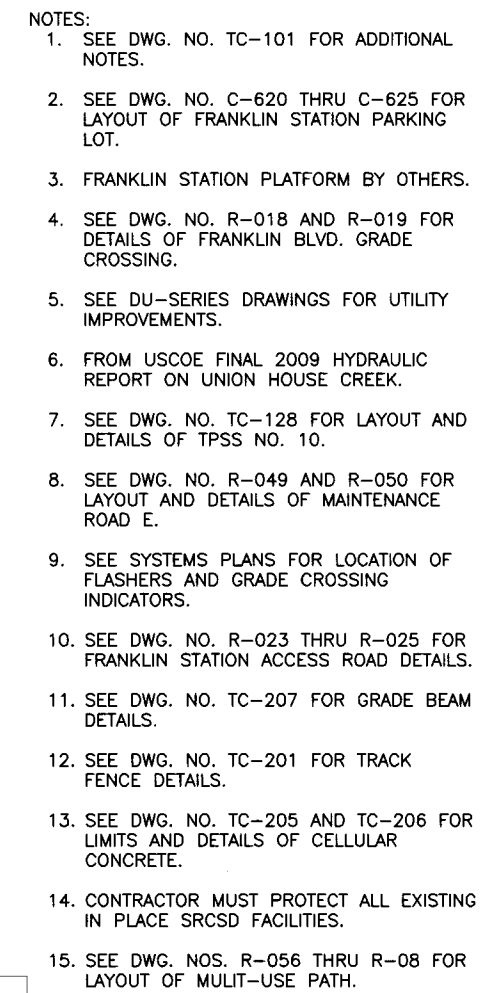 NOTES:
1. SEE DWG. NO. TC-101 FOR ADDITIONAL
NOTES.
2. SEE DWG. NO. C-620 THRU C-625 FOR
LAYOUT OF FRANKLIN STATION PARKING
LOT.
3. FRANKLIN STATION PLATFORM BY OTHERS.
4. SEE DWG. NO. R-018 AND R-019 FOR
DETAILS OF FRANKLIN BLVD. GRADE
CROSSING.
5. SEE DU-SERIES DRAWINGS FOR UTILITY
IMPROVEMENTS.
6. FROM USCOE FINAL 2009 HYDRAULIC
REPORT ON UNION HOUSE CREEK.
7. SEE DWG. NO. TC-128 FOR LAYOUT AND
DETAILS OF TPSS NO. 10.
8. SEE DWG. NO. R-049 AND R-050 FOR
LAYOUT AND DETAILS OF MAINTENANCE
ROAD E.
9. SEE SYSTEMS PLANS FOR LOCATION OF
FLASHERS AND GRADE CROSSING
INDICATORS.
10. SEE DWG. NO. R-023 THRU R-025 FOR
FRANKLIN STATION ACCESS ROAD DETAILS.
11. SEE DWG. NO. TC-207 FOR GRADE BEAM
DETAILS.
12. SEE DWG. NO. TC-201 FOR TRACK
FENCE DETAILS.
13. SEE DWG. NO. TC-205 AND TC-206 FOR
LIMITS AND DETAILS OF CELLULAR
CONCRETE.
14. CONTRACTOR MUST PROTECT ALL EXISTING
IN PLACE SRCSD FACILITIES.
15. SEE DWG. NOS. R-056 THRU R-08 FOR
LAYOUT OF MULIT-USE PATH.